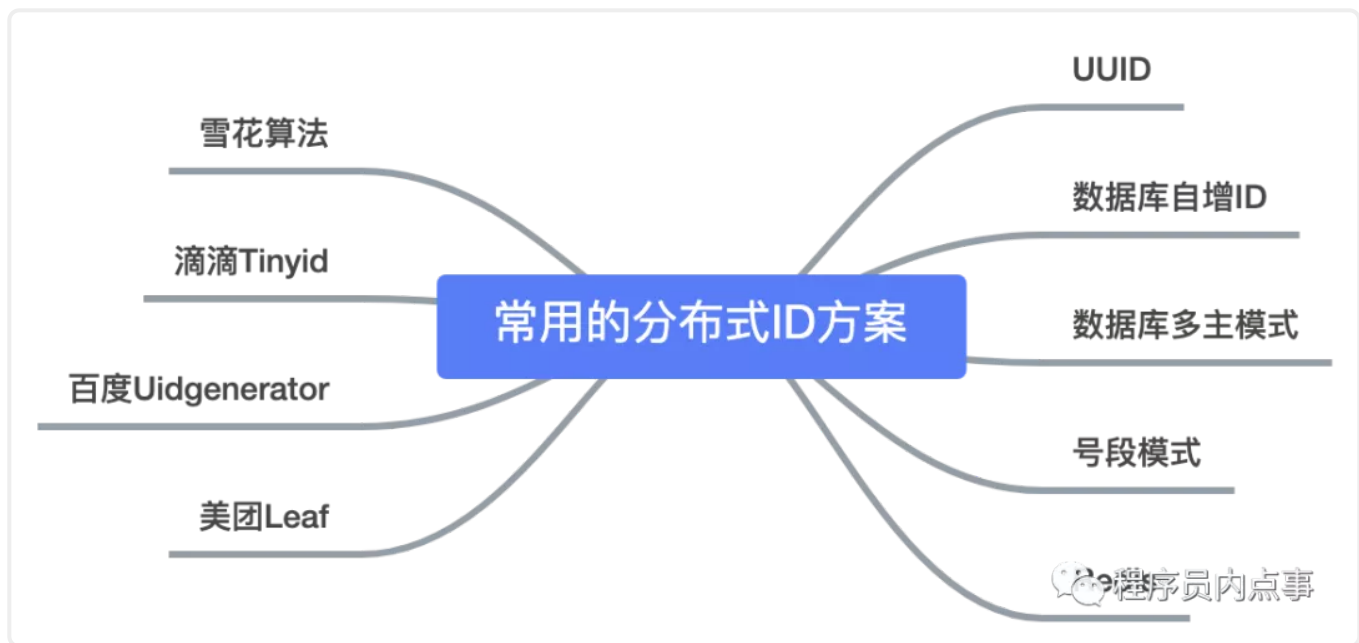 常用的分布式ID方案
雪花算法
滴滴Tinyid
百度Uidgenerator
美团Leaf
UUID
数据库自增ID
数据库多主模式
号段模式
程序员内点事